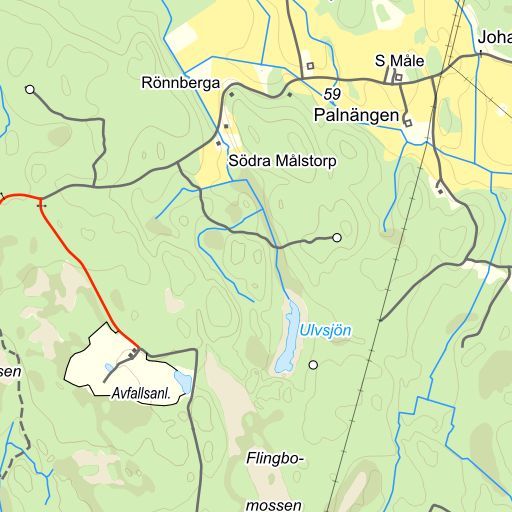 Joha
S Måle
Rönnberga
59
Palnängen
Södra Målstorp
Ulvsjön
sen
Avfallsanl.
Flingbo-
mossen